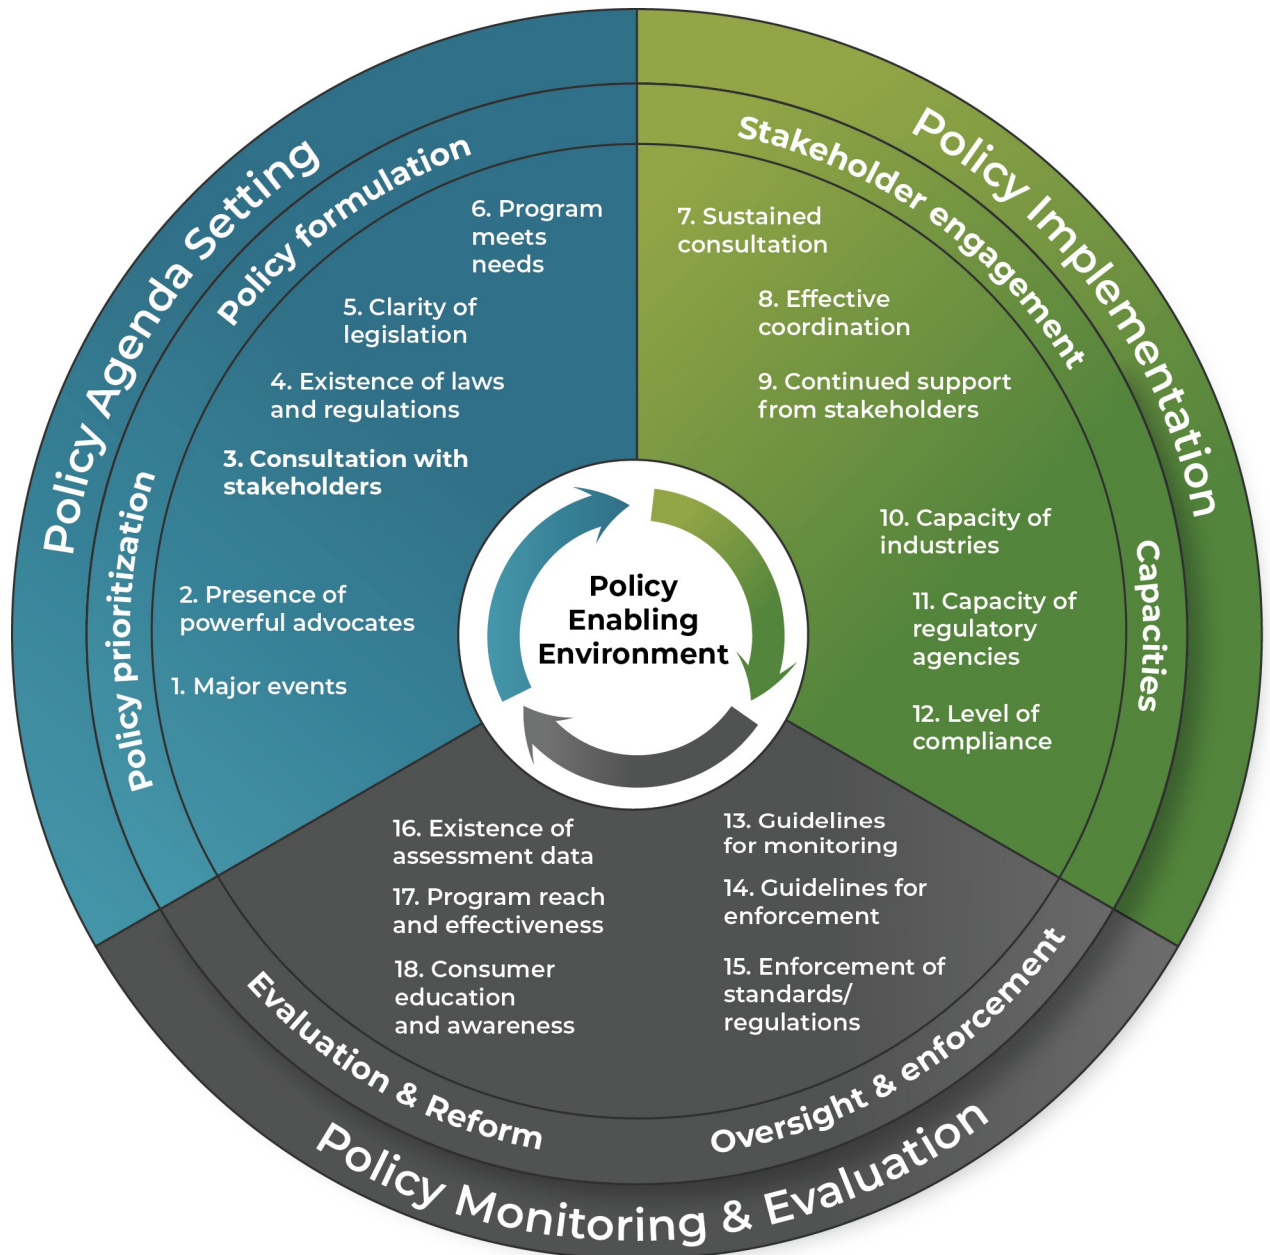 Policy Agenda Setting
Policy formulation
Policy prioritization
6. Program
meets
needs
5. Clarity of
legislation
4. Existence of laws
and regulations
3. Consultation with
stakeholders
2. Presence of
powerful advocates
1. Major events
Policy Implementation
Stakeholder engagement
Capacities
7. Sustained
consultation
8. Effective
coordination
9. Continued support
from stakeholders
10. Capacity of
industries
11. Capacity of
regulatory
agencies
12. Level of
compliance
Policy
Enabling
Environment
13. Guidelines
for monitoring
14. Guidelines for
enforcement
15. Enforcement of
standards/
regulations
16. Existence of
assessment data
17. Program reach
and effectiveness
18. Consumer
education
and awareness
Evaluation & Reform
Oversight & enforcement
Policy Monitoring & Evaluation